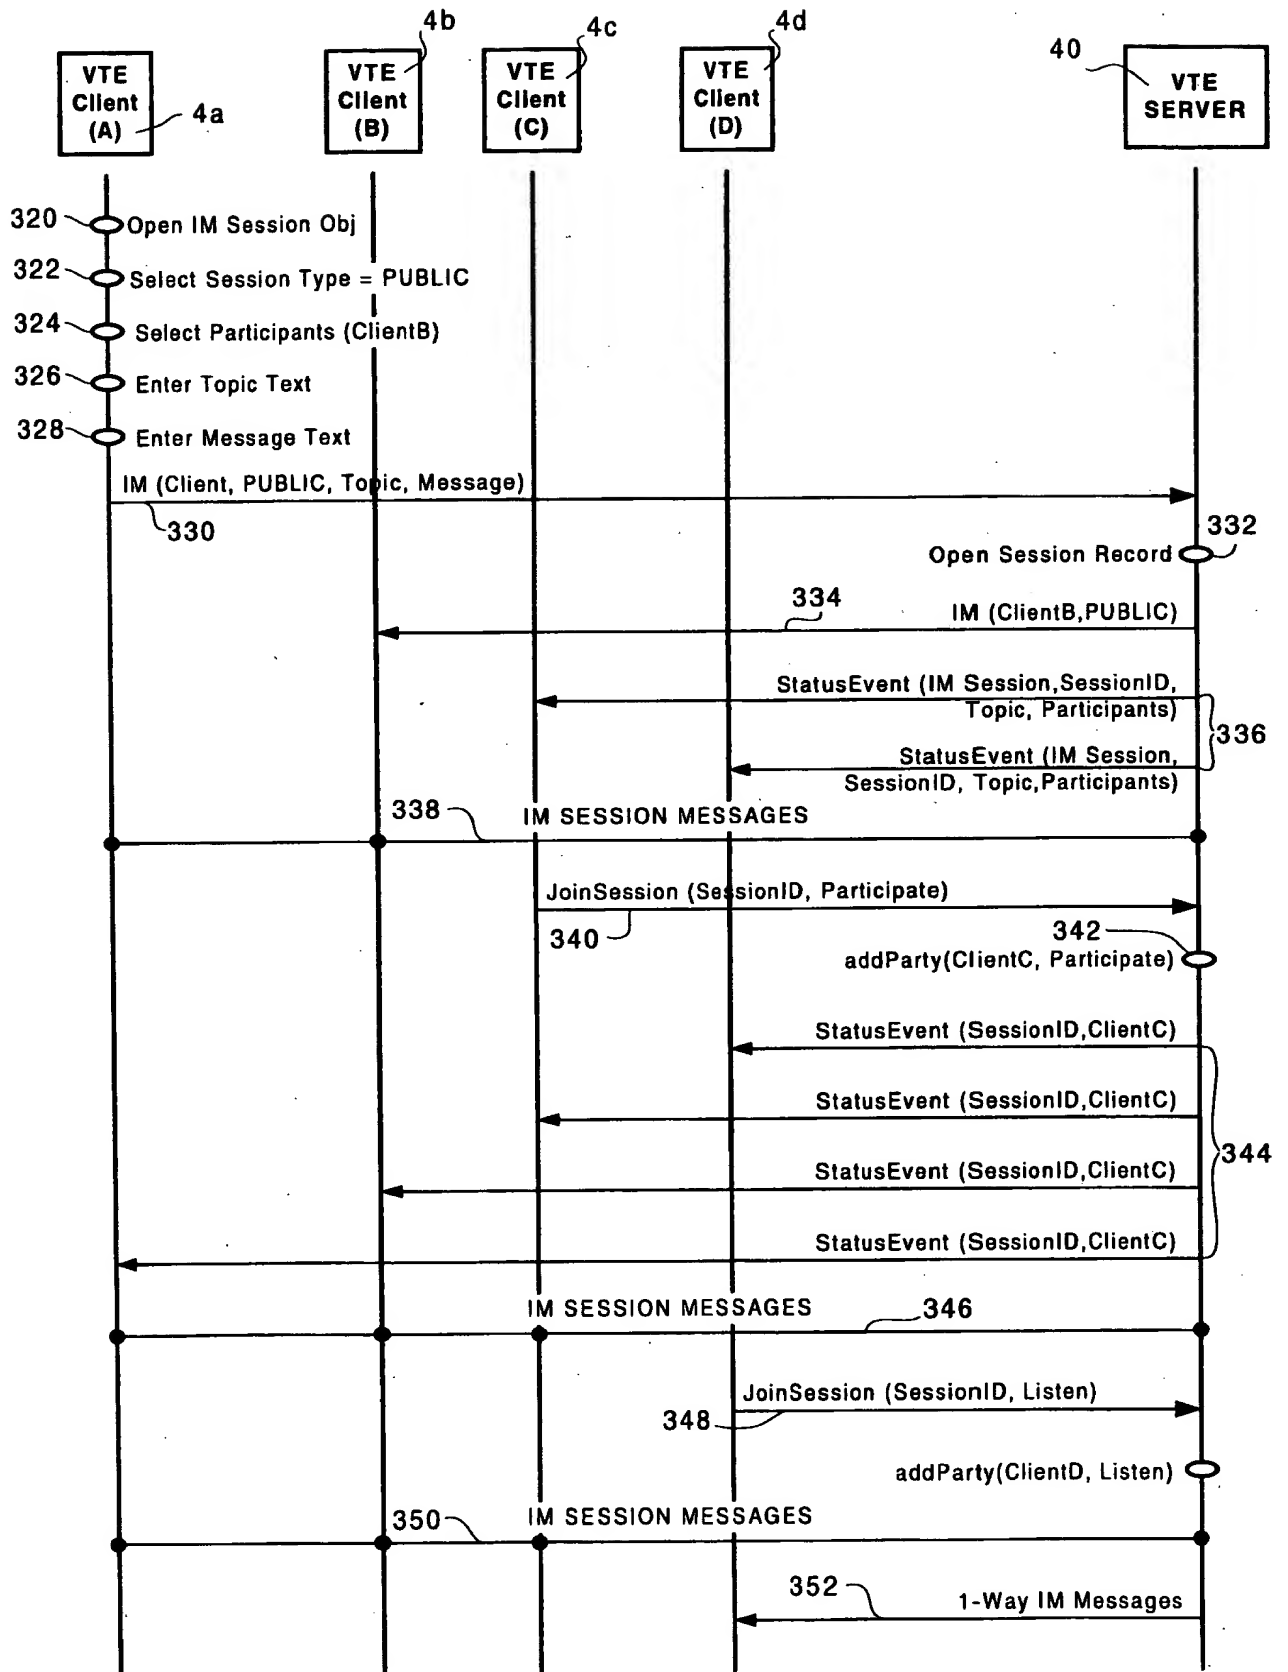 4b
4c
4d
40
VTE
Client
(A)
4a
VTE
Client
(B)
VTE
Client
(C)
VTE
Client
(D)
VTE
SERVER
320
Open IM Session Obj
322
Select Session Type = PUBLIC
324
Select Participants (ClientB)
326
Enter Topic Text
328
Enter Message Text
IM (Client, PUBLIC, Topic, Message)
330
332
Open Session Record
334
IM (ClientB,PUBLIC)
StatusEvent (IM Session,SessionID,
Topic, Participants)
336
StatusEvent (IM Session,
SessionID, Topic,Participants)
338
IM SESSION MESSAGES
JoinSession (SessionID, Participate)
340
342
addParty(ClientC, Participate)
StatusEvent (SessionID,ClientC)
StatusEvent (SessionID,ClientC)
344
StatusEvent (SessionID,ClientC)
StatusEvent (SessionID,ClientC)
IM SESSION MESSAGES
346
JoinSession (SessionID, Listen)
348
addParty(ClientD, Listen)
350
IM SESSION MESSAGES
352
1-Way IM Messages